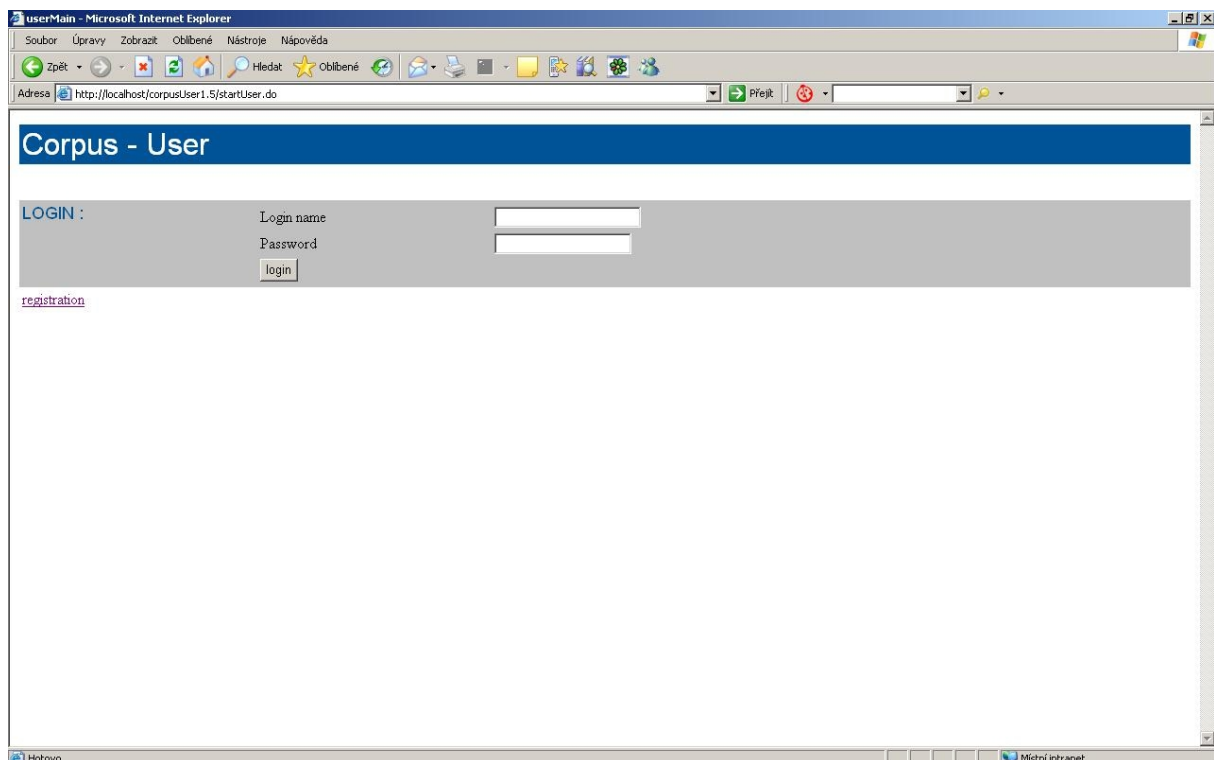 userMain - Microsoft Internet Explorer
Soubor Úpravy Zobrazit Oblíbené Nástroje Nápověda
Zpět Hledat Oblíbené
Adresa http://localhost/corpusUser1.5/startUser.do Přejít
Corpus - User
LOGIN : Login name
Password
login
registration
Hotovo Místní intranet